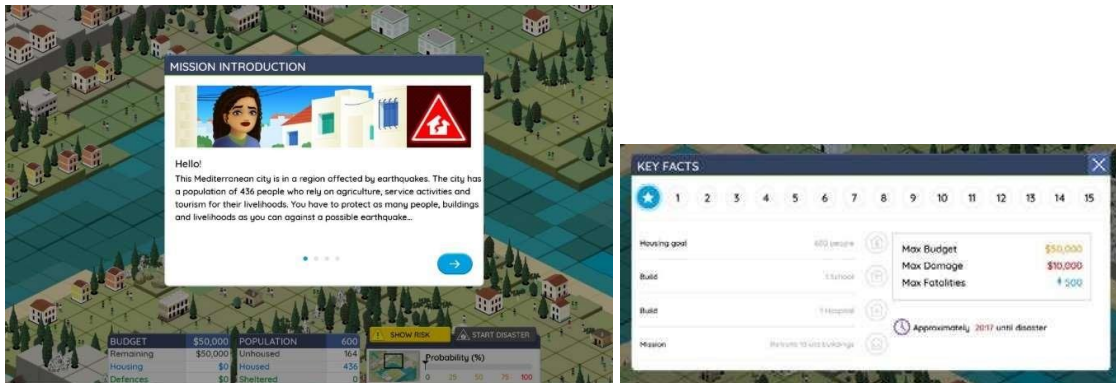 MISSION INTRODUCTION
Hello!
This Mediterranean city is in a region affected by earthquakes. The city has
a population of 436 people who rely on agriculture, service activities and
tourism for their livelihoods. You have to protect as many people, buildings
and livelihoods as you can against a possible earthquake...
BUDGET $50,000
Remaining $50,000
Housing $0
Defences $0
POPULATION 600
Unhoused 164
Housed 436
Sheltered 0
SHOW RISK
START DISASTER
Probability (%)
0 25 50 75 100
KEY FACTS
1 2 3 4 5 6 7 8 9 10 11 12 13 14 15
Housing goal 600 people
Build 1 School
Build 1 Hospital
Mission
Max Budget $50,000
Max Damage $10,000
Max Fatalities 500
Approximately 20:17 until disaster